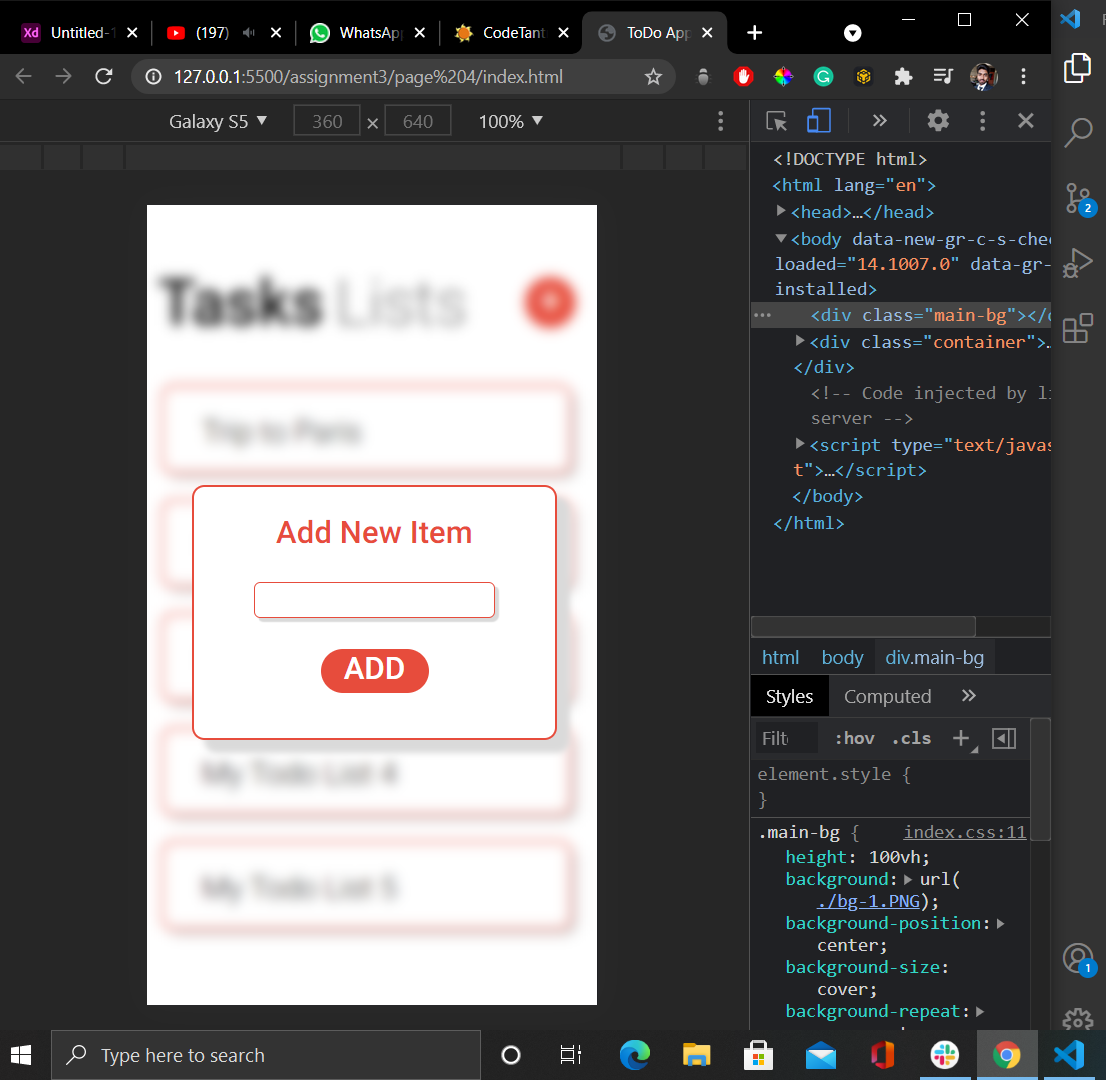 Xd Untitled-1
(197)
WhatsApp
CodeTant
ToDo App
127.0.0.1:5500/assignment3/page%204/index.html
Galaxy S5 ▼ 360 × 640 100% ▼
Tasks Lists
Trip to Paris
Add New Item
ADD
My Todo List 4
My Todo List 5
<!DOCTYPE html>
<html lang="en">
<head>…</head>
<body data-new-gr-c-s-chec
loaded="14.1007.0" data-gr-
installed>
<div class="main-bg"></d
<div class="container">…
</div>
<!-- Code injected by li
server -->
<script type="text/javas
t">…</script>
</body>
</html>
html body div.main-bg
Styles Computed
Filt :hov .cls
element.style {
}
.main-bg { index.css:11
height: 100vh;
background: url(
./bg-1.PNG);
background-position:
center;
background-size:
cover;
background-repeat:
2
1
Type here to search